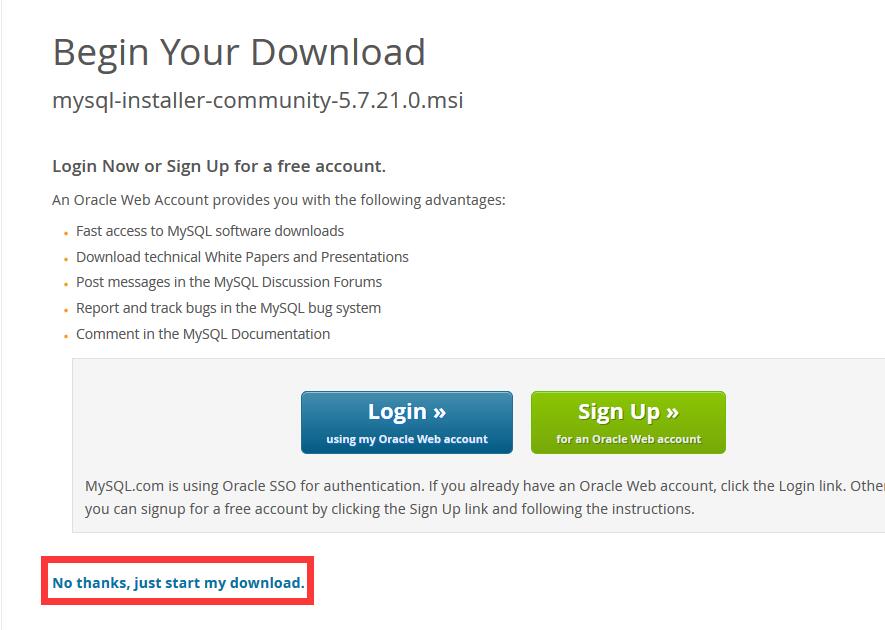 Begin Your Download
mysql-installer-community-5.7.21.0.msi
Login Now or Sign Up for a free account.
An Oracle Web Account provides you with the following advantages:
Fast access to MySQL software downloads
Download technical White Papers and Presentations
Post messages in the MySQL Discussion Forums
Report and track bugs in the MySQL bug system
Comment in the MySQL Documentation
Login »
using my Oracle Web account
Sign Up »
for an Oracle Web account
MySQL.com is using Oracle SSO for authentication. If you already have an Oracle Web account, click the Login link. Othe
you can signup for a free account by clicking the Sign Up link and following the instructions.
No thanks, just start my download.